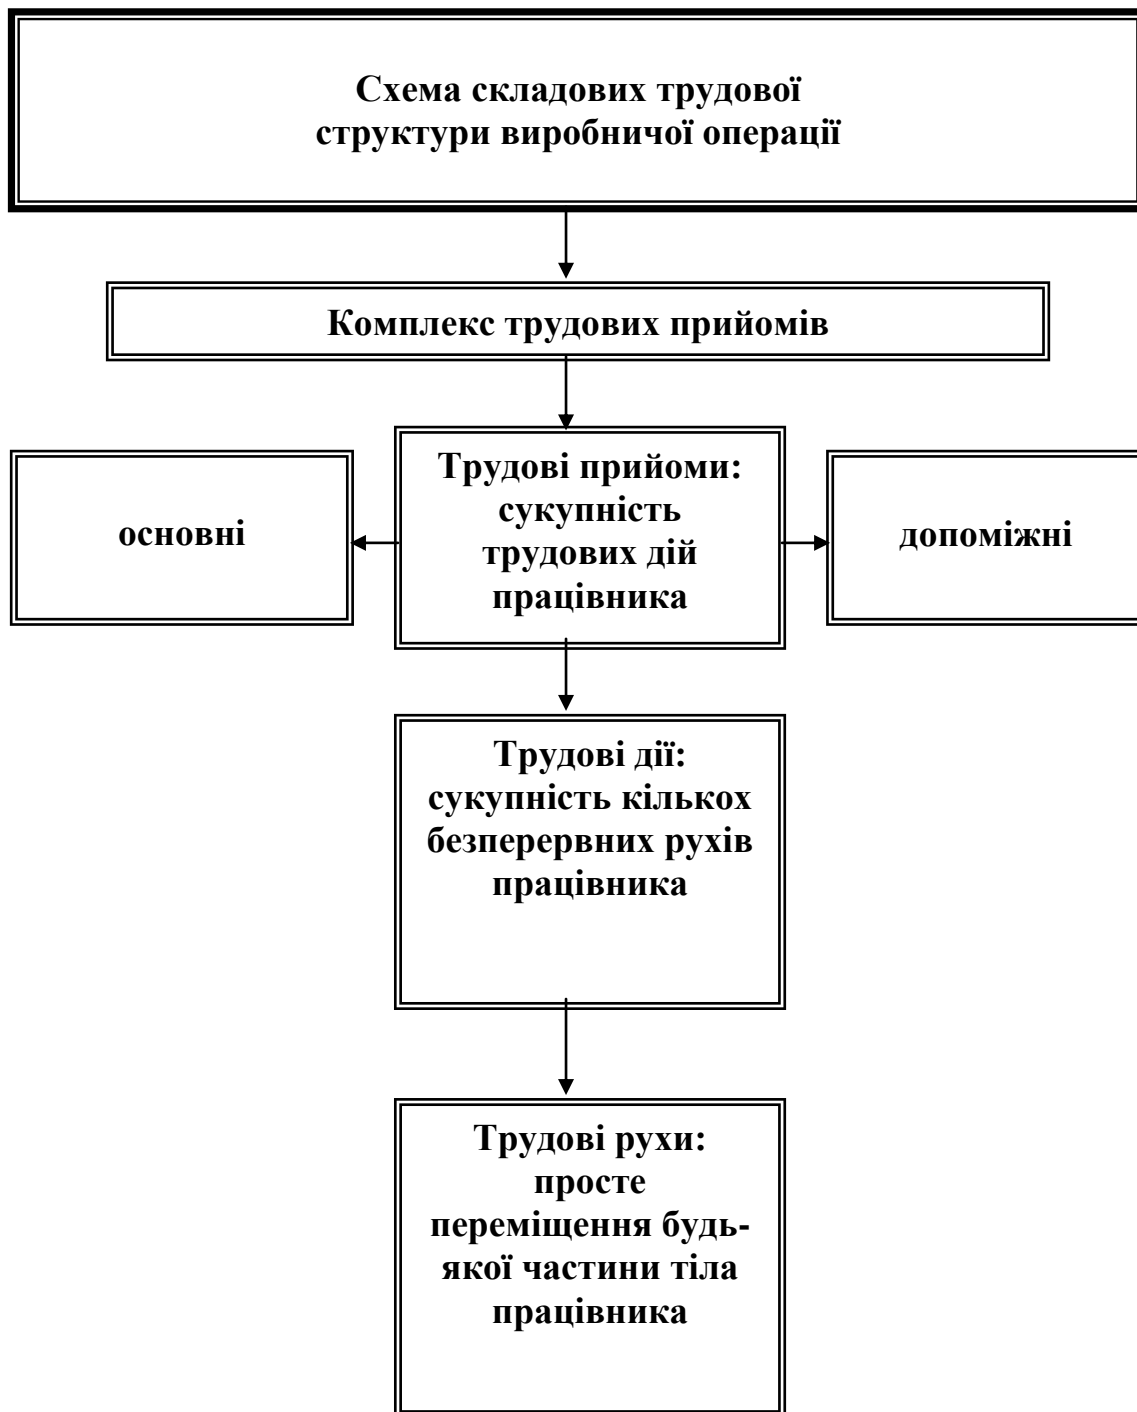 Схема складових трудової
структури виробничої операції
Комплекс трудових прийомів
Трудові прийоми:
сукупність
трудових дій
працівника
основні
допоміжні
Трудові дії:
сукупність кількох
безперервних рухів
працівника
Трудові рухи:
просте
переміщення будь-
якої частини тіла
працівника